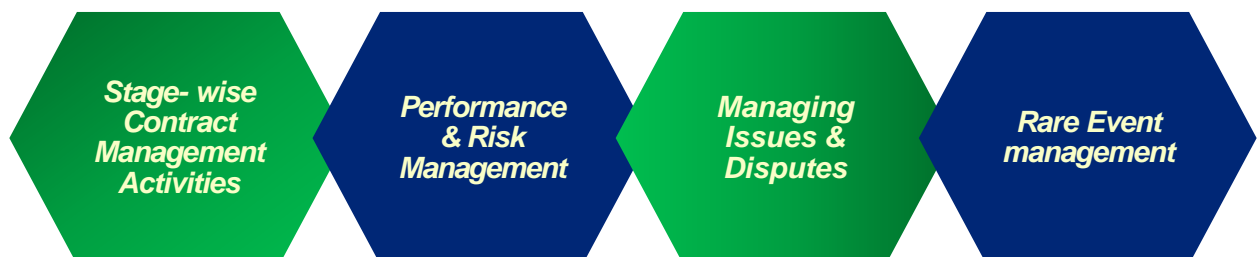 Stage- wise
Contract
Management
Activities
Performance
& Risk
Management
Managing
Issues &
Disputes
Rare Event
management